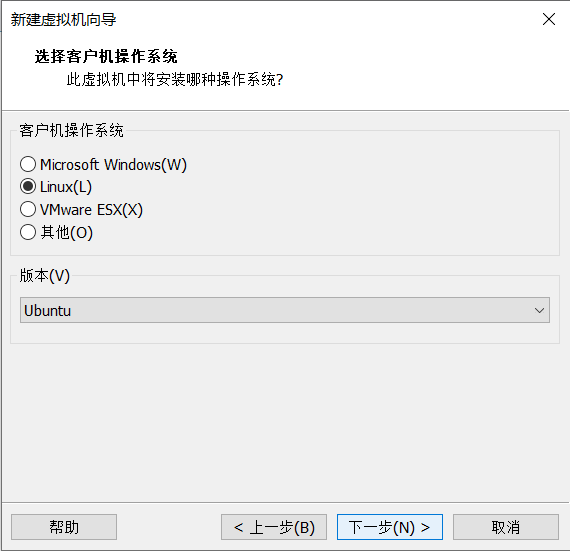 新建虚拟机向导
选择客户机操作系统
此虚拟机中将安装哪种操作系统?
客户机操作系统
Microsoft Windows(W)
Linux(L)
VMware ESX(X)
其他(O)
版本(V)
Ubuntu
帮助
< 上一步(B)
下一步(N) >
取消